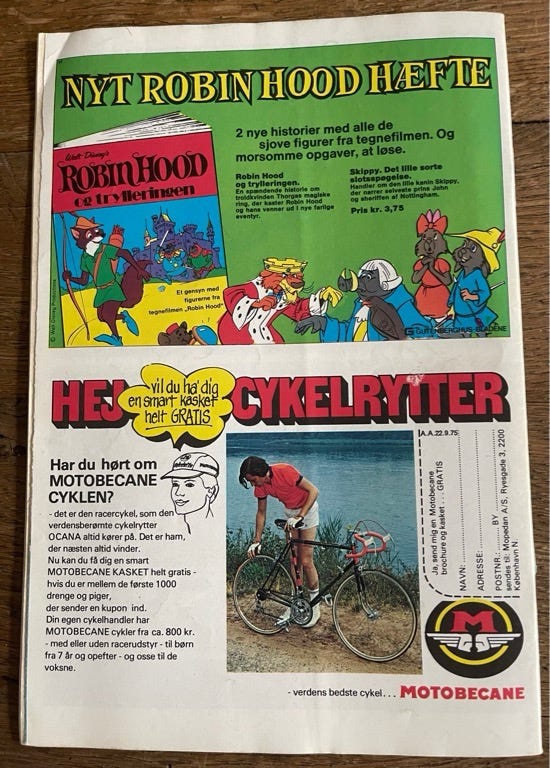 NYT ROBIN HOOD HÆFTE
Walt Disney's
ROBIN HOOD
og trylleringen
Et gensyn med
figurerne fra
tegnefilmen „Robin Hood"
© Walt Disney Productions
2 nye historier med alle de
sjove figurer fra tegnefilmen. Og
morsomme opgaver, at løse.
Robin Hood
og trylleringen.
En spændende historie om
troldkvinden Thorgas magiske
ring, der kaster Robin Hood
og hans venner ud i nye farlige
eventyr.
Skippy. Det lille sorte
slotsspøgelse.
Handler om den lille kanin Skippy,
der narrer selveste prins John
og sheriffen af Nottingham.
Pris kr. 3,75
G GUTENBERGHUS-BLADENE
HEJ
vil du ha' dig
en smart kasket
helt GRATIS
CYKELRYTTER
Har du hørt om
MOTOBECANE
CYKLEN?
- det er den racercykel, som den
verdensberømte cykelrytter
OCANA altid kører på. Det er ham,
der næsten altid vinder.
Nu kan du få dig en smart
MOTOBECANE KASKET helt gratis -
hvis du er mellem de første 1000
drenge og piger,
der sender en kupon ind.
Din egen cykelhandler har
MOTOBECANE cykler fra ca. 800 kr.
- med eller uden racerudstyr - til børn
fra 7 år og opefter - og osse til de
voksne.
A.A.22.9.75
Ja, send mig en Motobecane
brochure og kasket ... GRATIS
NAVN:
ADRESSE:
POSTNR.: BY
sendes til: Mopedan A/S, Ryesgade 3, 2200
København N.
M
- verdens bedste cykel... MOTOBECANE